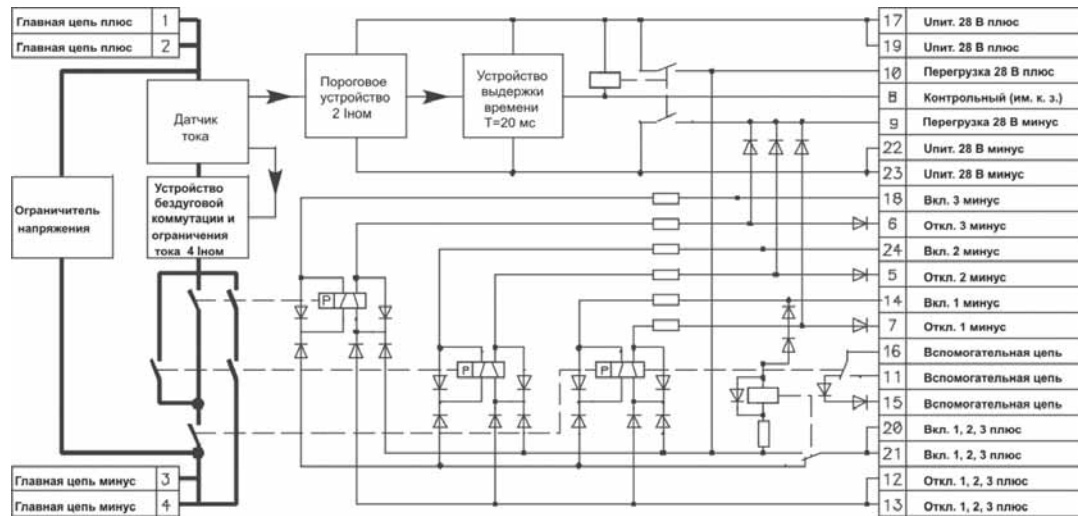 Главная цепь плюс 1
Главная цепь плюс 2
Датчик
тока
Пороговое
устройство
2 Iном
Устройство
выдержки
времени
T=20 мс
Ограничитель
напряжения
Устройство
бездуговой
коммутации и
ограничения
тока 4 Iном
P
P
P
Главная цепь минус 3
Главная цепь минус 4
17 Uпит. 28 В плюс
19 Uпит. 28 В плюс
10 Перегрузка 28 В плюс
8 Контрольный (им. к. з.)
9 Перегрузка 28 В минус
22 Uпит. 28 В минус
23 Uпит. 28 В минус
18 Вкл. 3 минус
6 Откл. 3 минус
24 Вкл. 2 минус
5 Откл. 2 минус
14 Вкл. 1 минус
7 Откл. 1 минус
16 Вспомогательная цепь
11 Вспомогательная цепь
15 Вспомогательная цепь
20 Вкл. 1, 2, 3 плюс
21 Вкл. 1, 2, 3 плюс
12 Откл. 1, 2, 3 плюс
13 Откл. 1, 2, 3 плюс